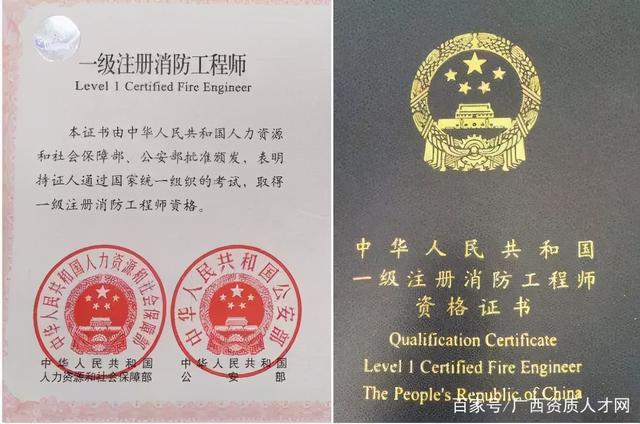 一级注册消防工程师
Level 1 Certified Fire Engineer
本证书由中华人民共和国人力资源
和社会保障部、公安部批准颁发，表明
持证人通过国家统一组织的考试，取得
一级注册消防工程师资格。
中华人民共和国人力资源和社会保障部
中华人民共和国公安部
中华人民共和国
人力资源和社会保障部
中华人民共和国
公安部
中华人民共和国
一级注册消防工程师
资格证书
Qualification Certificate
Level 1 Certified Fire Engineer
The People's Republic of China
百家号/广西资质人才网